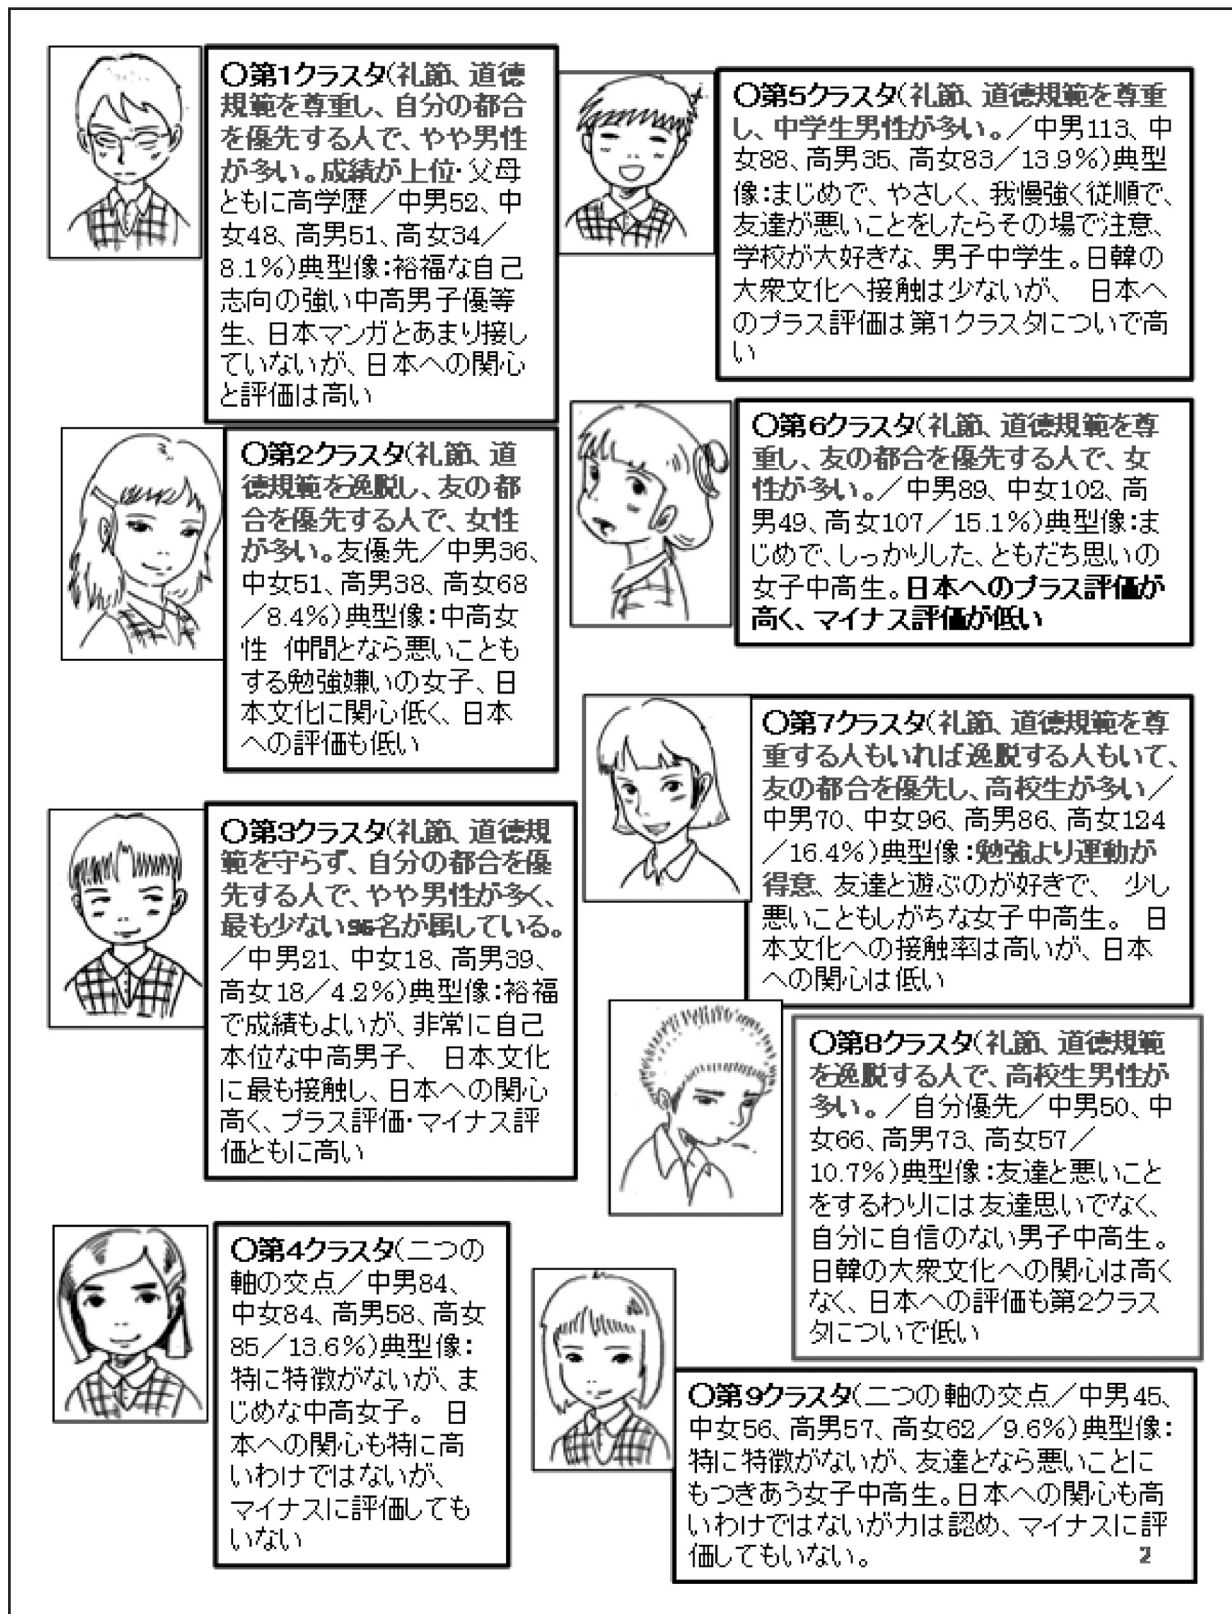 ○第1クラスタ(礼節、道徳
規範を尊重し、自分の都合
を優先する人で、やや男性
が多い。成績が上位・父母
ともに高学歴／中男52、中
女48、高男51、高女34／
8.1%)典型像:裕福な自己
志向の強い中高男子優等
生、日本マンガとあまり接し
ていないが、日本への関心
と評価は高い
○第2クラスタ(礼節、道
徳規範を逸脱し、友の都
合を優先する人で、女性
が多い。友優先／中男36、
中女51、高男38、高女68
／8.4%)典型像:中高女
性 仲間となら悪いことも
する勉強嫌いの女子、日
本文化に関心低く、日本
への評価も低い
○第3クラスタ(礼節、道徳規
範を守らず、自分の都合を優
先する人で、やや男性が多く、
最も少ない96名が属している。
／中男21、中女18、高男39、
高女18／4.2%)典型像:裕福
で成績もよいが、非常に自己
本位な中高男子、 日本文化
に最も接触し、日本への関心
高く、プラス評価・マイナス評
価ともに高い
○第4クラスタ(二つの
軸の交点／中男84、
中女84、高男58、高女
85／13.6%)典型像:
特に特徴がないが、ま
じめな中高女子。 日
本への関心も特に高
いわけではないが、
マイナスに評価しても
いない
○第5クラスタ(礼節、道徳規範を尊重
し、中学生男性が多い。／中男113、中
女88、高男35、高女83／13.9%)典型
像:まじめで、やさしく、我慢強く従順で、
友達が悪いことをしたらその場で注意、
学校が大好きな、男子中学生。日韓の
大衆文化へ接触は少ないが、 日本へ
のプラス評価は第1クラスタについで高
い
○第6クラスタ(礼節、道徳規範を尊
重し、友の都合を優先する人で、女
性が多い。／中男89、中女102、高
男49、高女107／15.1%)典型像:ま
じめで、しっかりした、ともだち思いの
女子中高生。日本へのプラス評価が
高く、マイナス評価が低い
○第7クラスタ(礼節、道徳規範を尊
重する人もいれば逸脱する人もいて、
友の都合を優先し、高校生が多い／
中男70、中女96、高男86、高女124
／16.4%)典型像:勉強より運動が
得意、友達と遊ぶのが好きで、 少し
悪いこともしがちな女子中高生。 日
本文化への接触率は高いが、日本
への関心は低い
○第8クラスタ(礼節、道徳規範
を逸脱する人で、高校生男性が
多い。／自分優先／中男50、中
女66、高男73、高女57／
10.7%)典型像:友達と悪いこと
をするわりには友達思いでなく、
自分に自信のない男子中高生。
日韓の大衆文化への関心は高く
なく、日本への評価も第2クラス
タについで低い
○第9クラスタ(二つの軸の交点／中男45、
中女56、高男57、高女62／9.6%)典型像:
特に特徴がないが、友達となら悪いことに
もつきあう女子中高生。日本への関心も高
いわけではないが力は認め、マイナスに評
価してもいない。
2